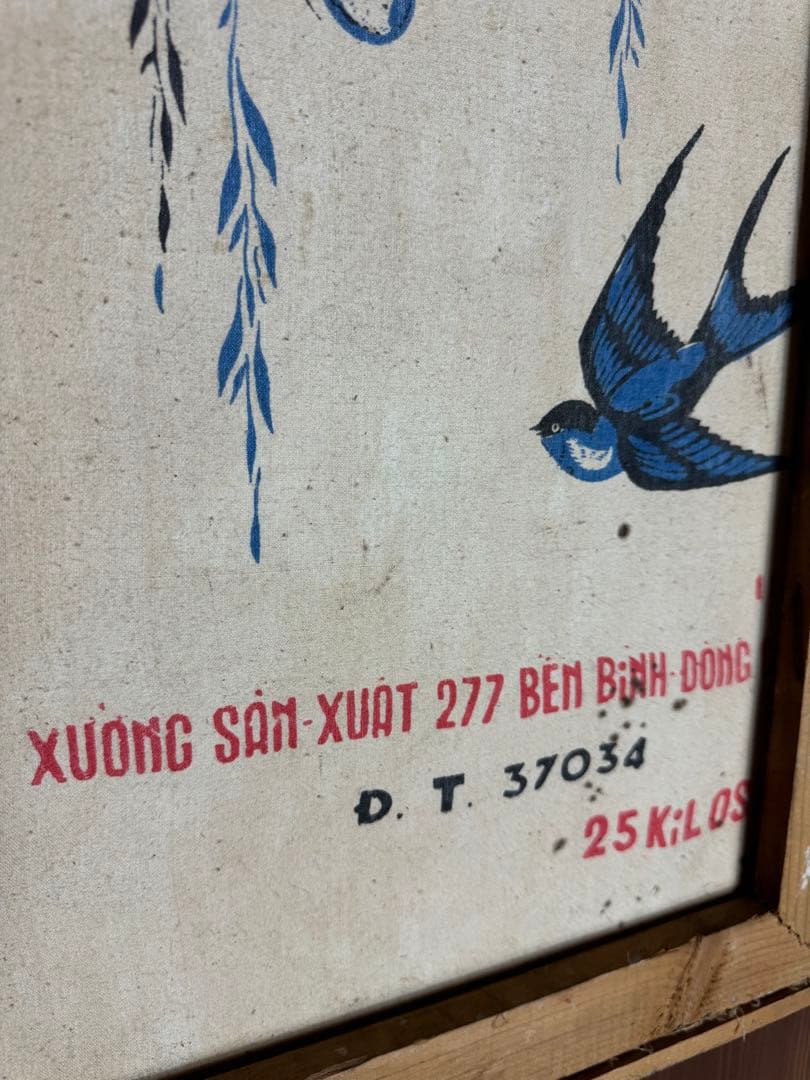 XƯỞNG SẢN-XUẤT 277 BẾN BÌNH-ĐÔNG
Đ. T. 37034
25 KiLOS